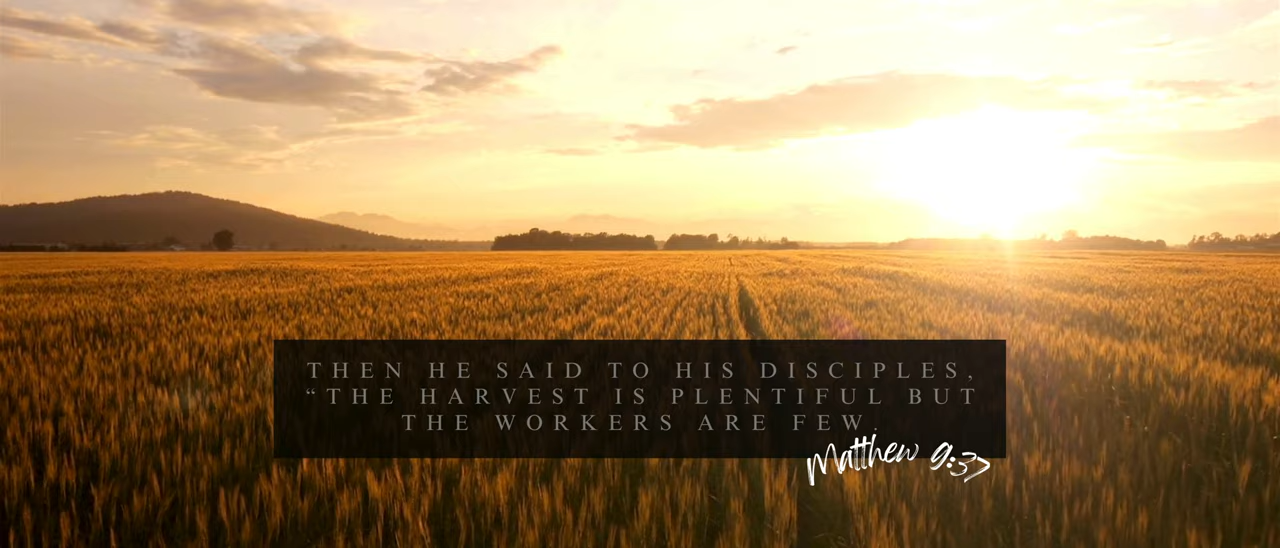 THEN HE SAID TO HIS DISCIPLES,
“THE HARVEST IS PLENTIFUL BUT
THE WORKERS ARE FEW.
Matthew 9:37